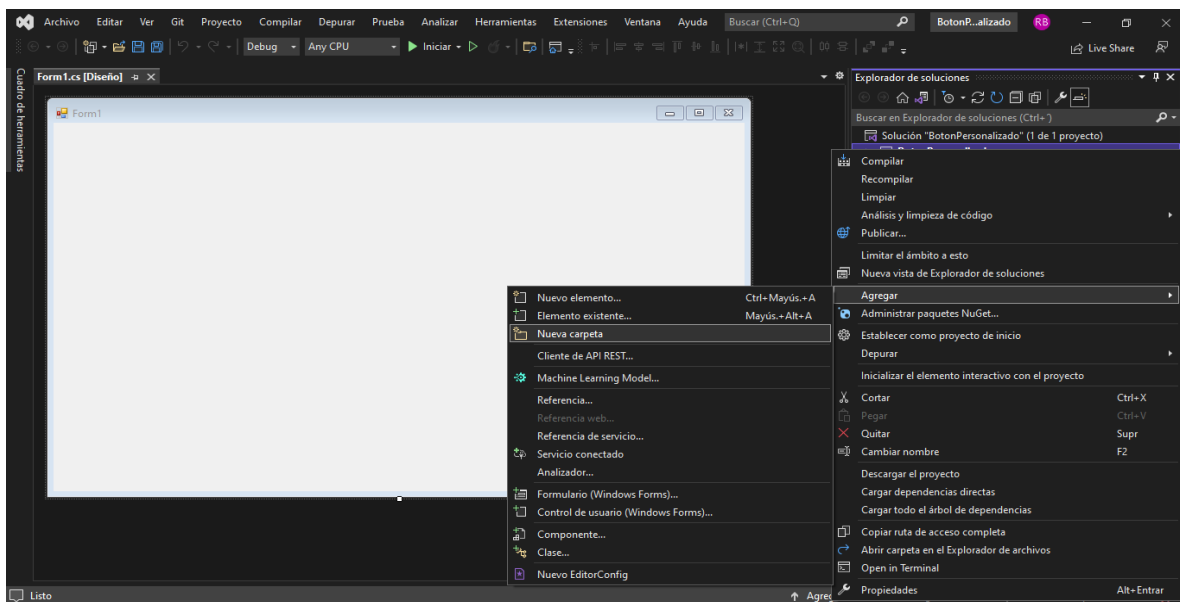 Archivo Editar Ver Git Proyecto Compilar Depurar Prueba Analizar Herramientas Extensiones Ventana Ayuda Buscar (Ctrl+Q) BotonP...alizado RB
Debug Any CPU Iniciar Live Share
Cuadro de herramientas
Form1.cs [Diseño]
Form1
Explorador de soluciones
Buscar en Explorador de soluciones (Ctrl+´)
Solución "BotonPersonalizado" (1 de 1 proyecto)
Compilar
Recompilar
Limpiar
Análisis y limpieza de código
Publicar...
Limitar el ámbito a esto
Nueva vista de Explorador de soluciones
Agregar
Administrar paquetes NuGet...
Establecer como proyecto de inicio
Depurar
Inicializar el elemento interactivo con el proyecto
Cortar Ctrl+X
Pegar Ctrl+V
Quitar Supr
Cambiar nombre F2
Descargar el proyecto
Cargar dependencias directas
Cargar todo el árbol de dependencias
Copiar ruta de acceso completa
Abrir carpeta en el Explorador de archivos
Open in Terminal
Propiedades Alt+Entrar
Nuevo elemento... Ctrl+Mayús.+A
Elemento existente... Mayús.+Alt+A
Nueva carpeta
Cliente de API REST...
Machine Learning Model...
Referencia...
Referencia web...
Referencia de servicio...
Servicio conectado
Analizador...
Formulario (Windows Forms)...
Control de usuario (Windows Forms)...
Componente...
Clase...
Nuevo EditorConfig
Listo